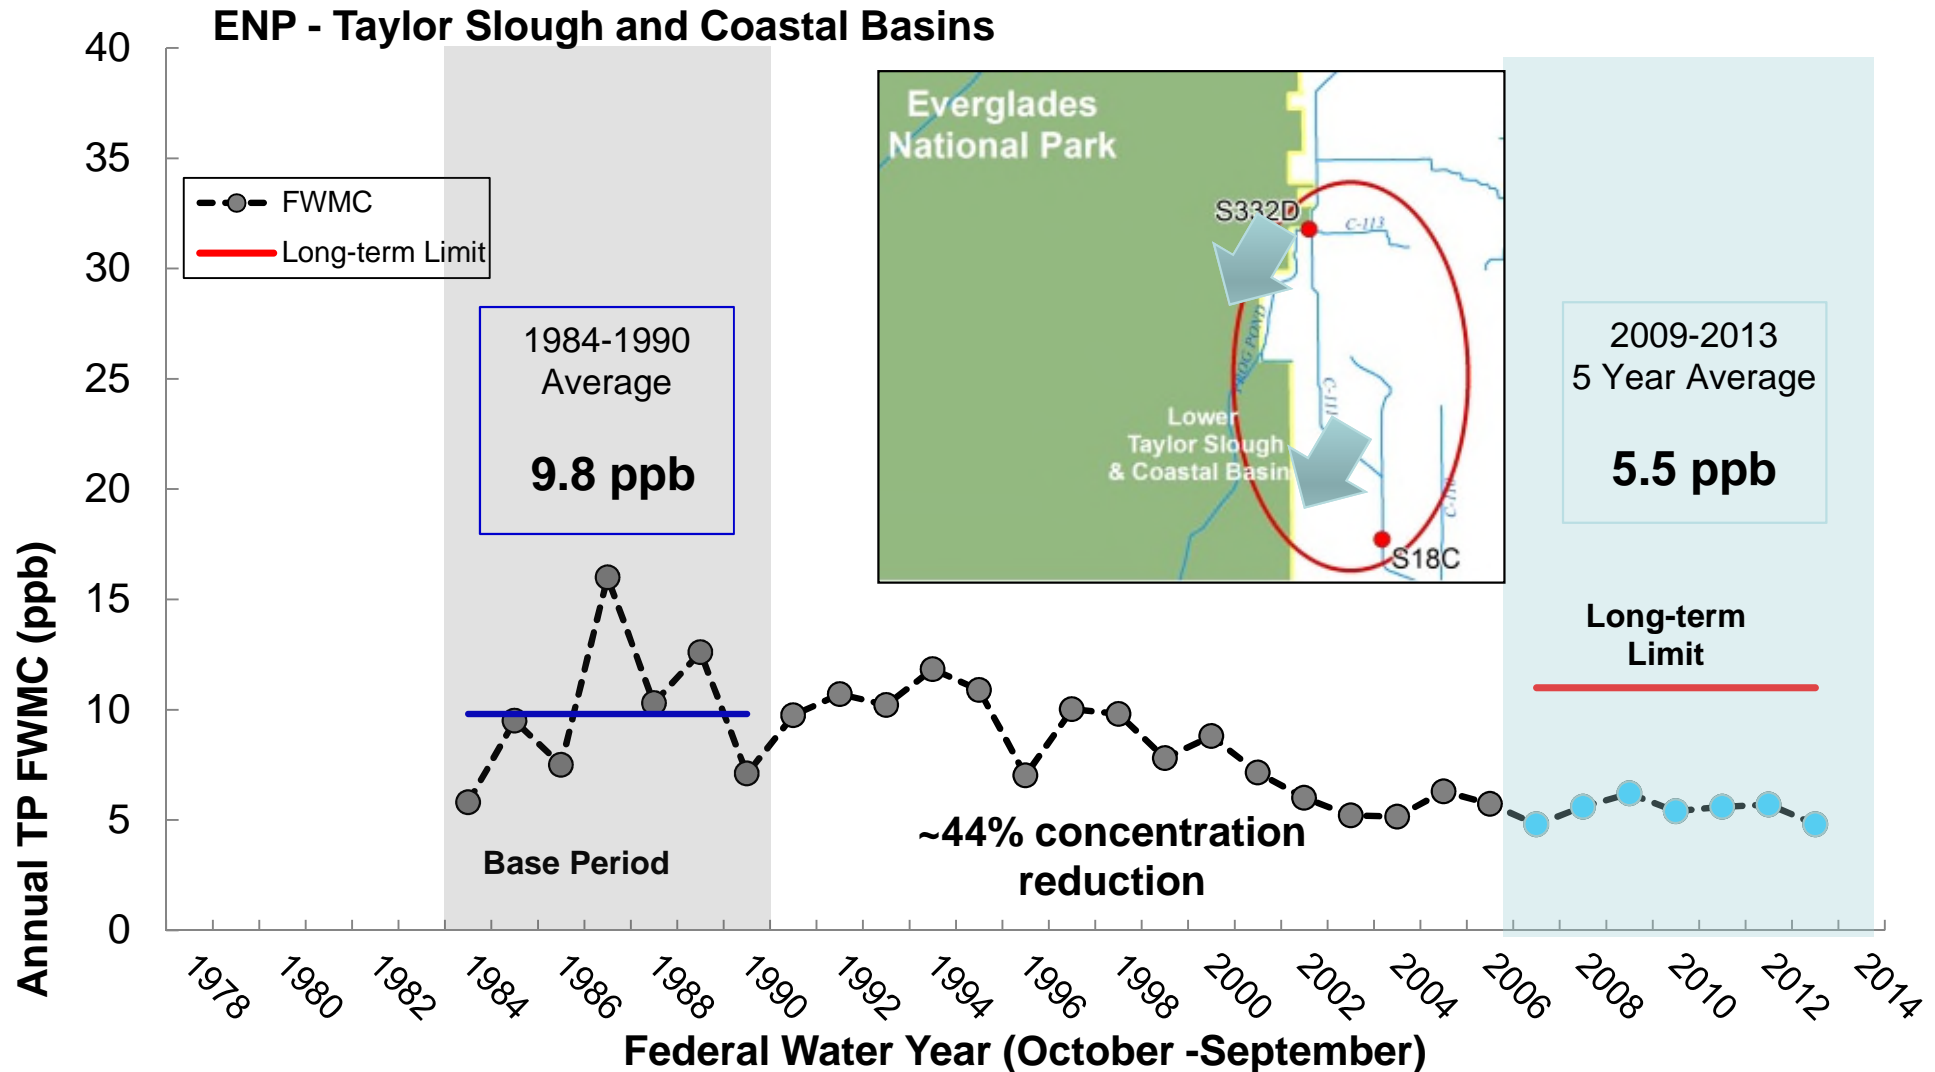 ENP - Taylor Slough and Coastal Basins
40
35
30
25
20
15
10
5
0
Annual TP FWMC (ppb)
FWMC
Long-term Limit
1984-1990
Average
9.8 ppb
Base Period
Everglades
National Park
S332D
C-113
FROG POND
C-111
Lower
Taylor Slough
& Coastal Basin
S18C
~44% concentration
reduction
2009-2013
5 Year Average
5.5 ppb
Long-term
Limit
1978
1980
1982
1984
1986
1988
1990
1992
1994
1996
1998
2000
2002
2004
2006
2008
2010
2012
2014
Federal Water Year (October -September)